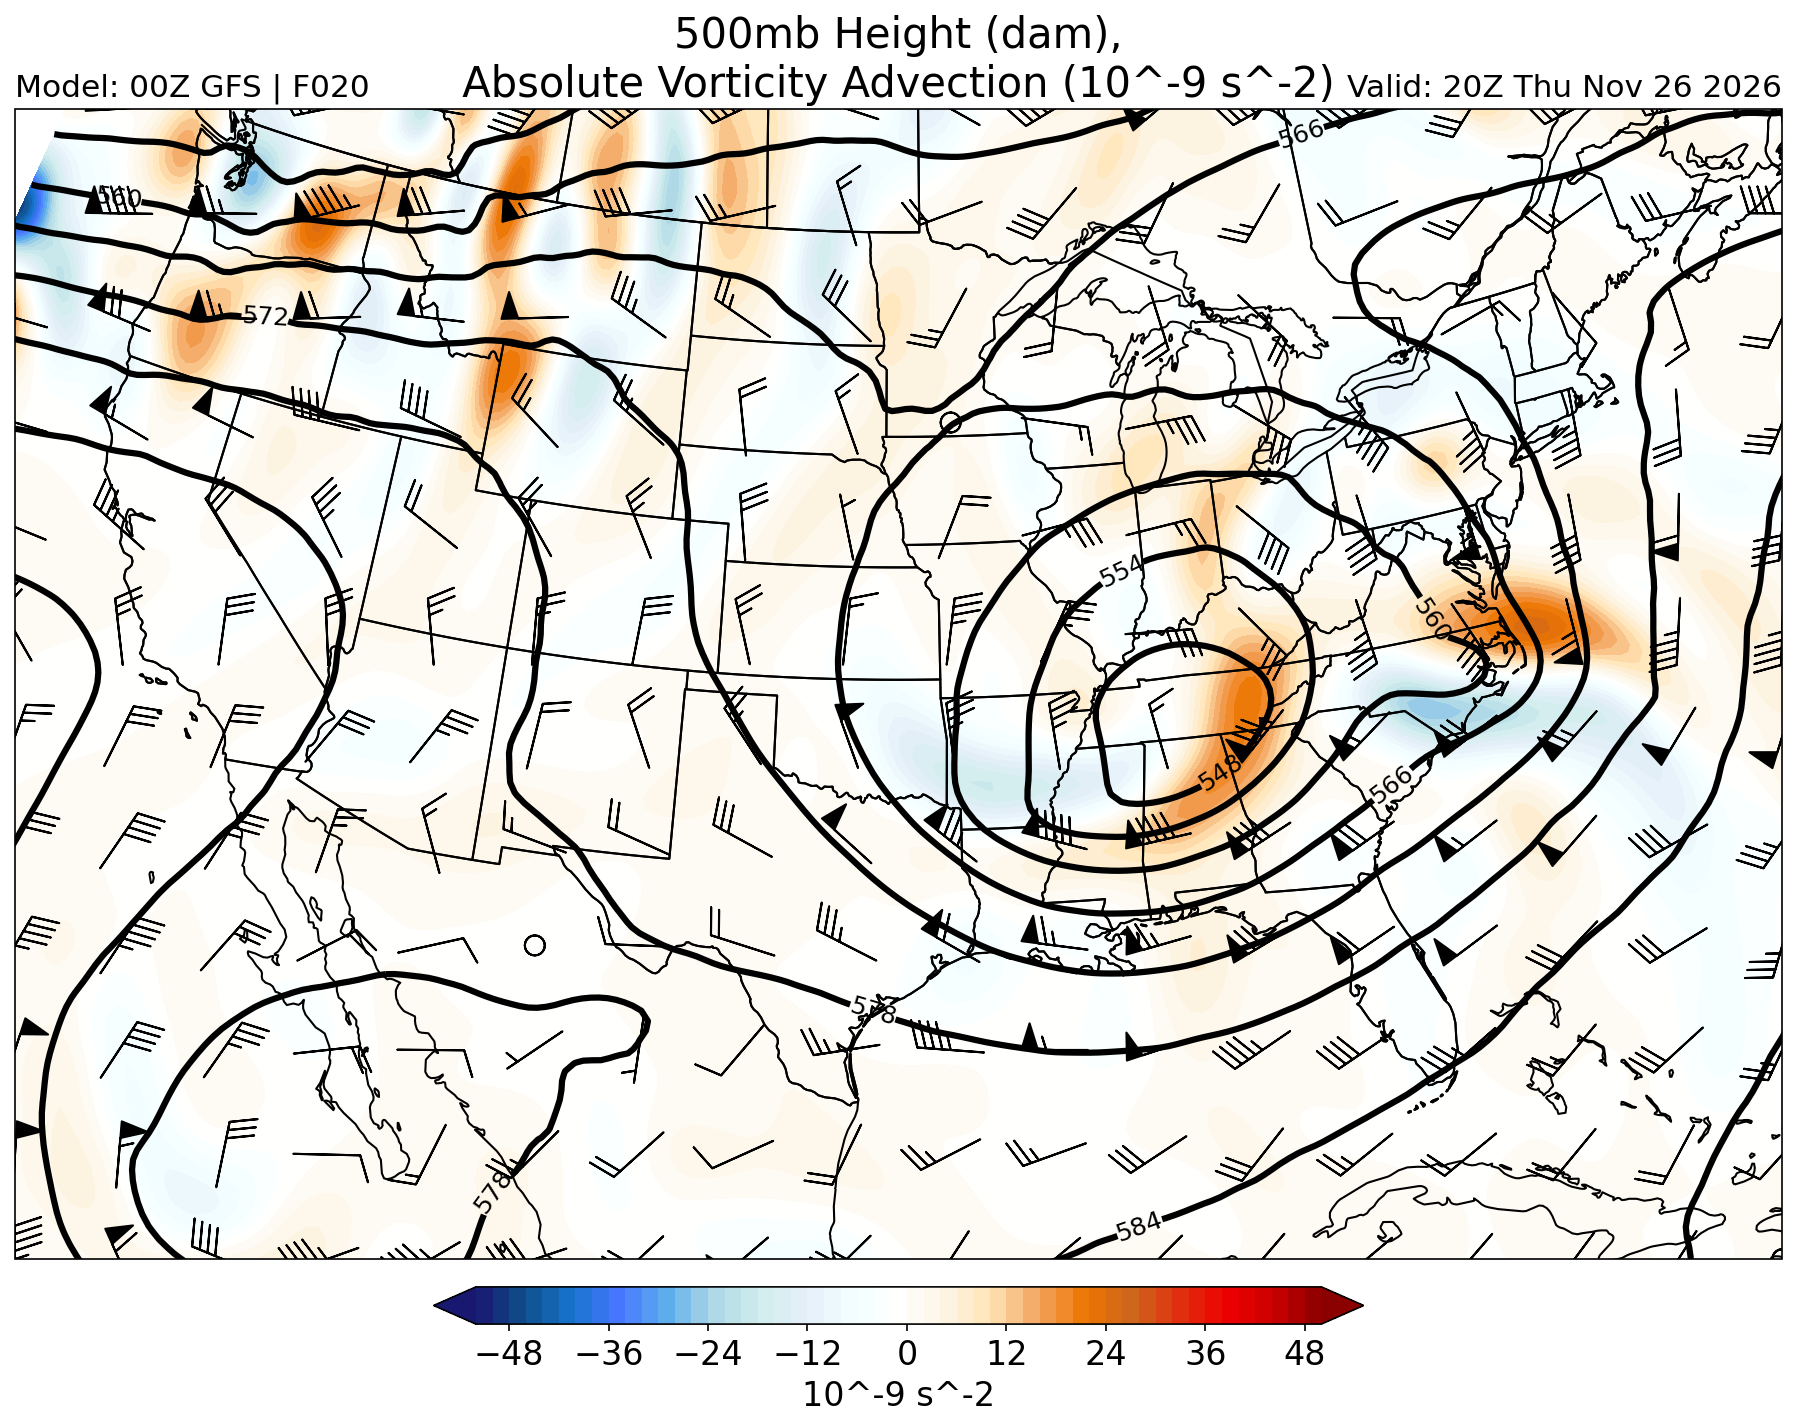 500mb Height (dam),
Model: 00Z GFS | F020
Absolute Vorticity Advection (10^-9 s^-2)
Valid: 20Z Thu Nov 26 2026
566
560
572
554
560
548
566
578
578
584
−48 −36 −24 −12 0 12 24 36 48
10^-9 s^-2